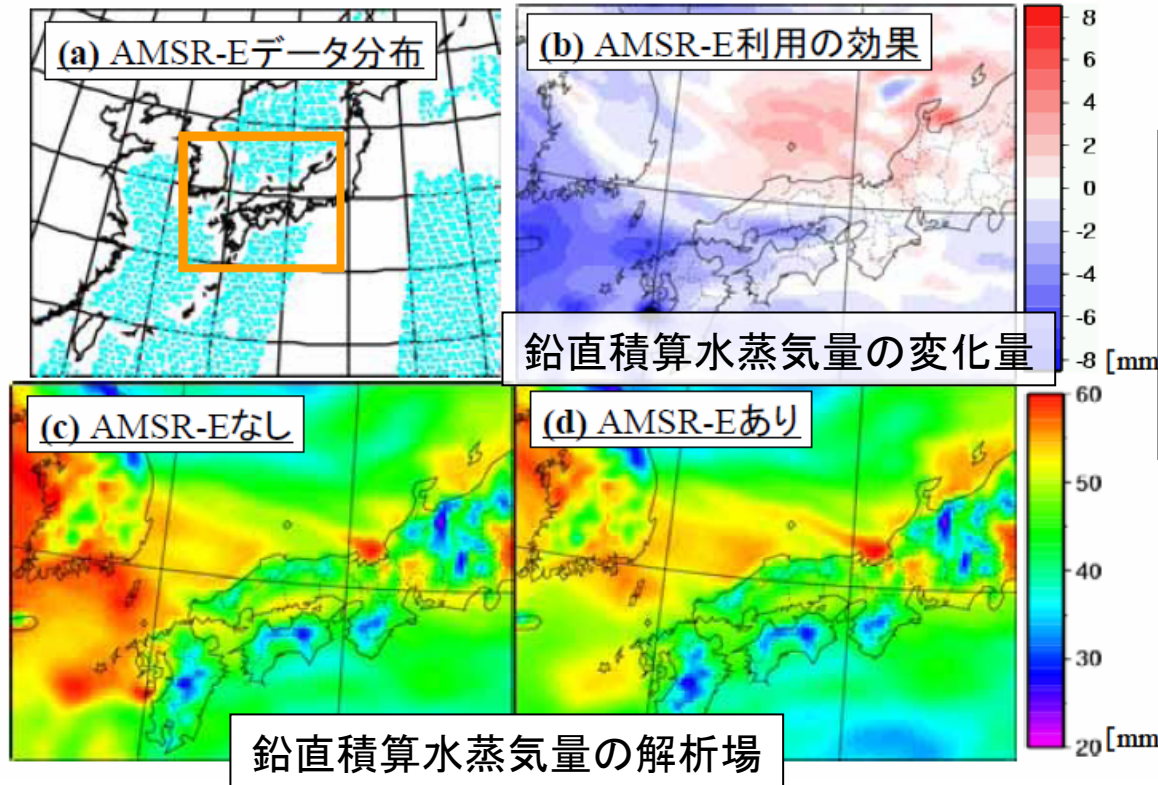 (a) AMSR-Eデータ分布
(b) AMSR-E利用の効果
8
6
4
2
0
-2
-4
-6
-8 [mm
鉛直積算水蒸気量の変化量
(c) AMSR-Eなし
(d) AMSR-Eあり
60
50
40
30
20 [mm
鉛直積算水蒸気量の解析場